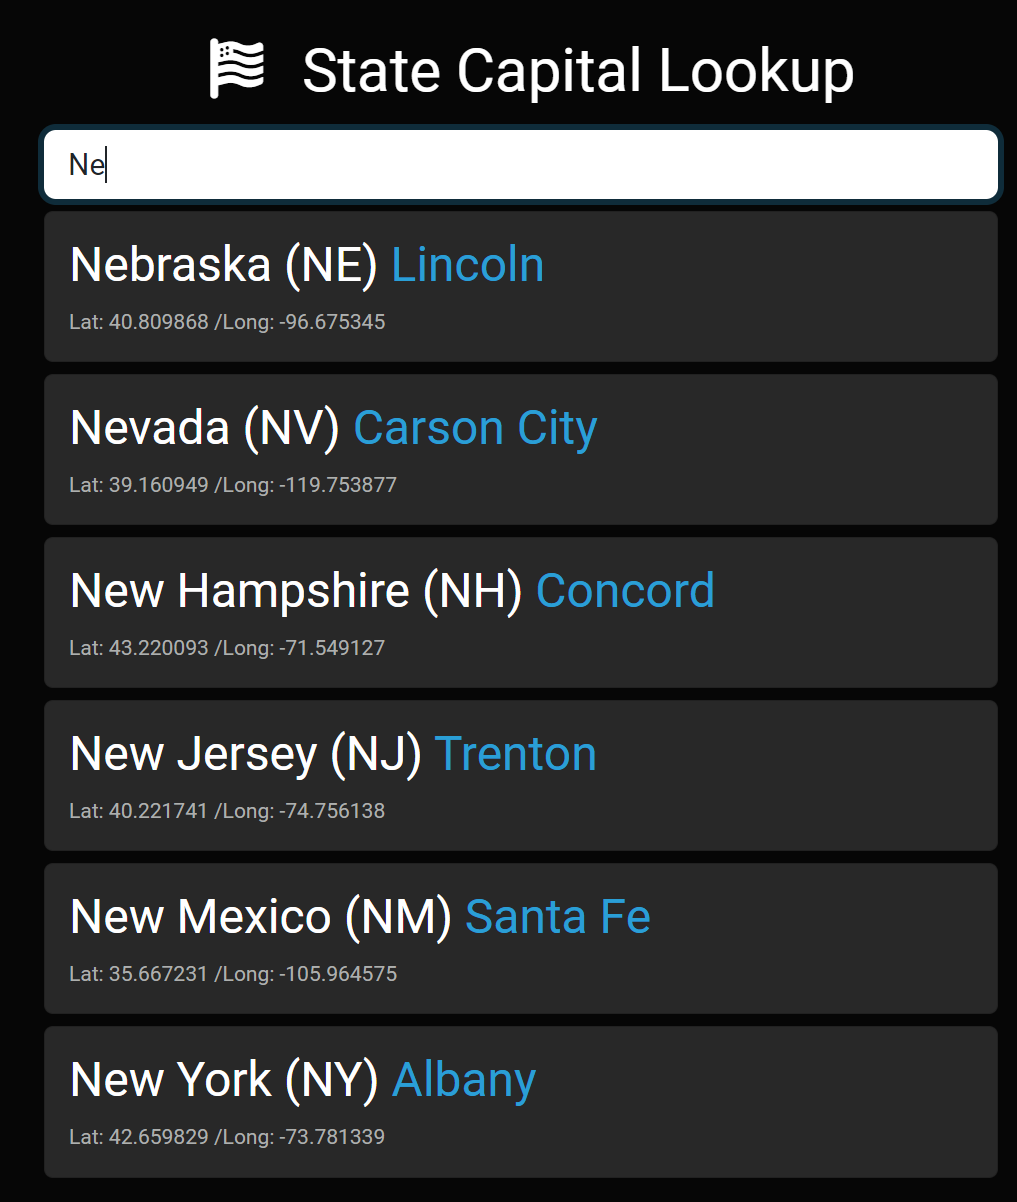 State Capital Lookup
Ne
Nebraska (NE) Lincoln
Lat: 40.809868 /Long: -96.675345
Nevada (NV) Carson City
Lat: 39.160949 /Long: -119.753877
New Hampshire (NH) Concord
Lat: 43.220093 /Long: -71.549127
New Jersey (NJ) Trenton
Lat: 40.221741 /Long: -74.756138
New Mexico (NM) Santa Fe
Lat: 35.667231 /Long: -105.964575
New York (NY) Albany
Lat: 42.659829 /Long: -73.781339